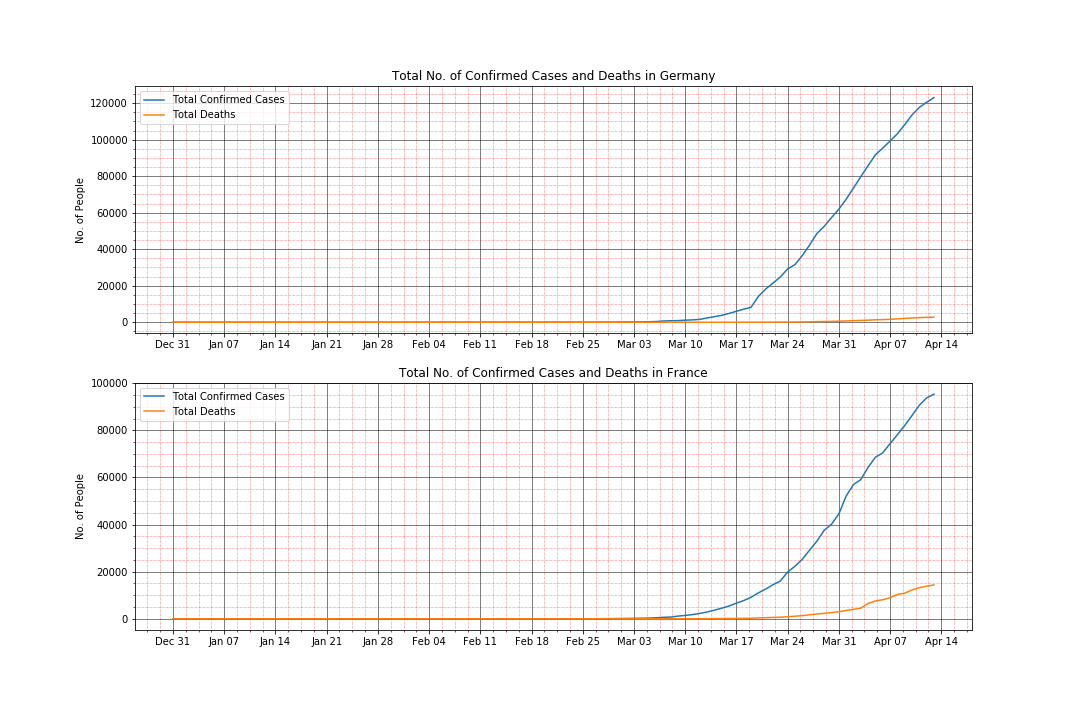 Total No. of Confirmed Cases and Deaths in Germany
Total Confirmed Cases
Total Deaths
No. of People
120000
100000
80000
60000
40000
20000
0
Dec 31 Jan 07 Jan 14 Jan 21 Jan 28 Feb 04 Feb 11 Feb 18 Feb 25 Mar 03 Mar 10 Mar 17 Mar 24 Mar 31 Apr 07 Apr 14
Total No. of Confirmed Cases and Deaths in France
Total Confirmed Cases
Total Deaths
No. of People
100000
80000
60000
40000
20000
0
Dec 31 Jan 07 Jan 14 Jan 21 Jan 28 Feb 04 Feb 11 Feb 18 Feb 25 Mar 03 Mar 10 Mar 17 Mar 24 Mar 31 Apr 07 Apr 14